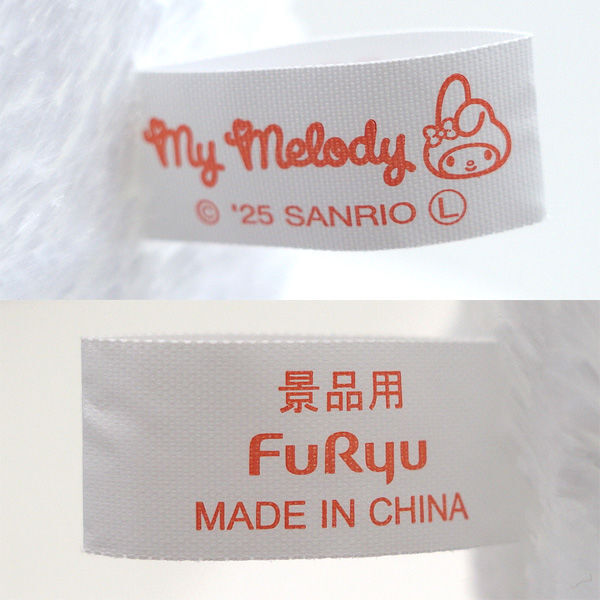 My Melody
© '25 SANRIO Ⓛ
景品用
FuRyu
MADE IN CHINA